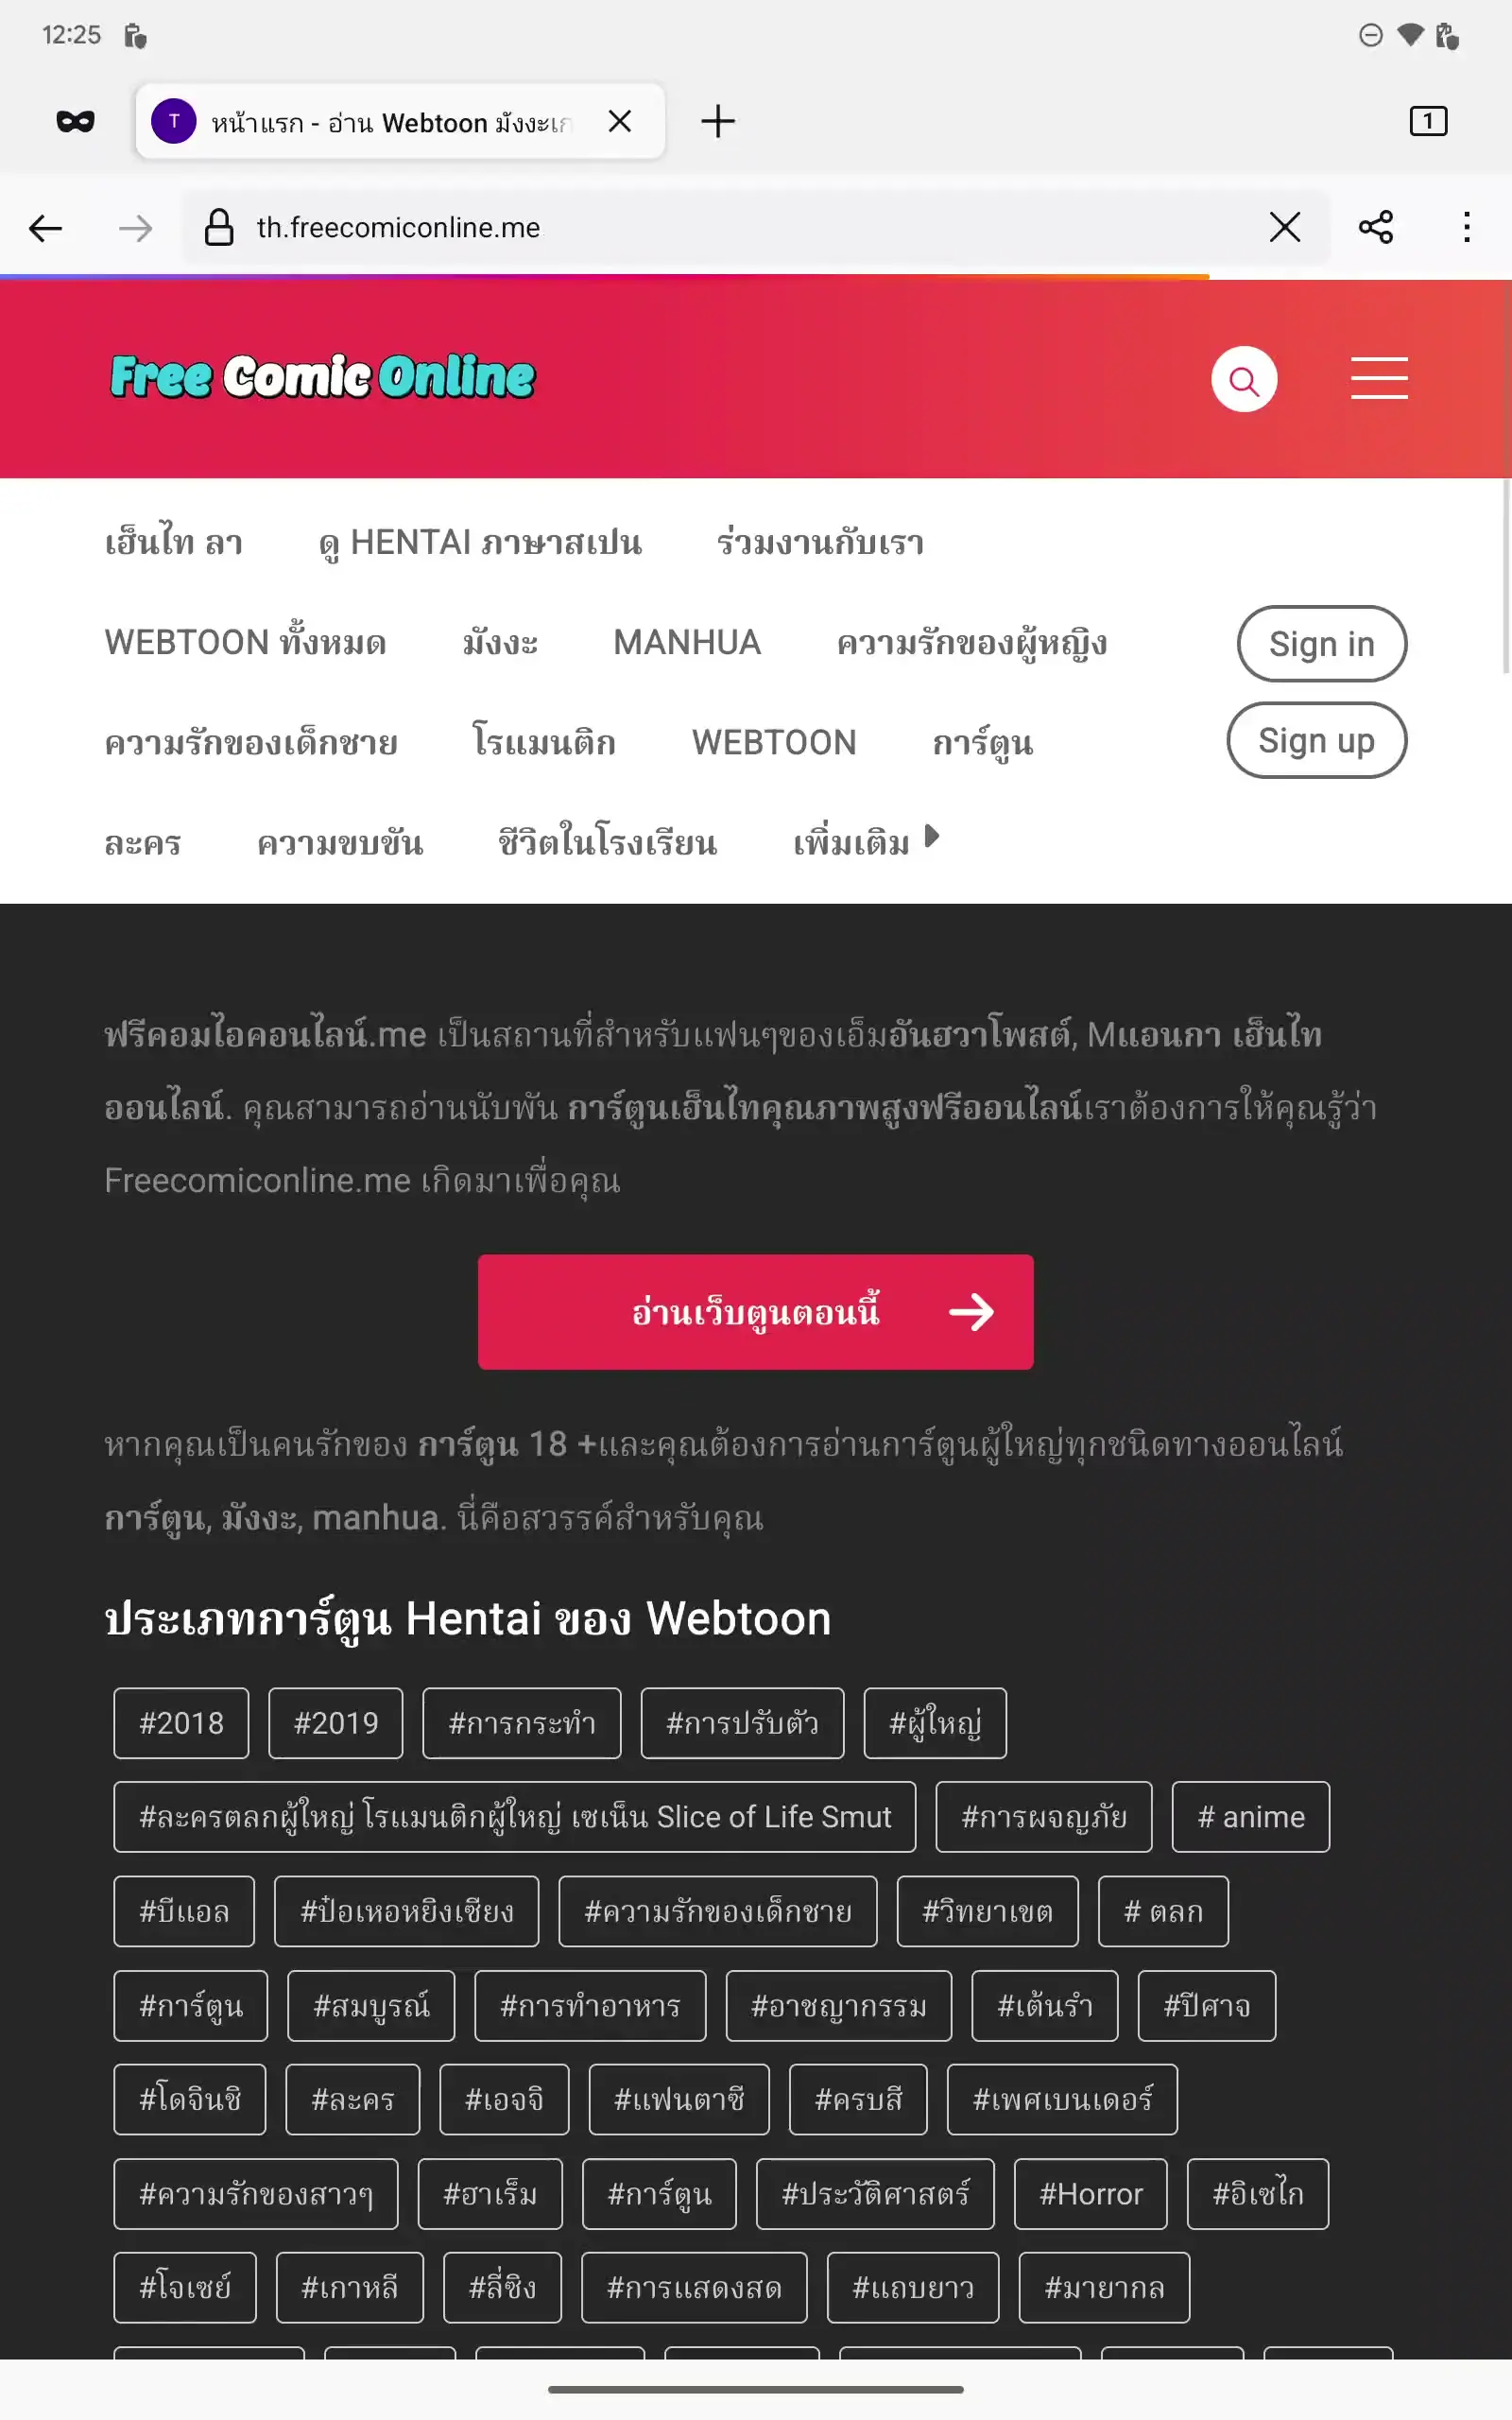 12:25
T หน้าแรก - อ่าน Webtoon มังงะเก
1
th.freecomiconline.me
Free Comic Online
เฮ็นไท ลา ดู HENTAI ภาษาสเปน ร่วมงานกับเรา
WEBTOON ทั้งหมด มังงะ MANHUA ความรักของผู้หญิง Sign in
ความรักของเด็กชาย โรแมนติก WEBTOON การ์ตูน Sign up
ละคร ความขบขัน ชีวิตในโรงเรียน เพิ่มเติม
ฟรีคอมไอคอนไลน์.me เป็นสถานที่สำหรับแฟนๆของเอ็มอันฮวาโพสต์, Mแอนกา เฮ็นไท
ออนไลน์. คุณสามารถอ่านนับพัน การ์ตูนเฮ็นไทคุณภาพสูงฟรีออนไลน์เราต้องการให้คุณรู้ว่า
Freecomiconline.me เกิดมาเพื่อคุณ
อ่านเว็บตูนตอนนี้
หากคุณเป็นคนรักของ การ์ตูน 18 +และคุณต้องการอ่านการ์ตูนผู้ใหญ่ทุกชนิดทางออนไลน์
การ์ตูน, มังงะ, manhua. นี่คือสวรรค์สำหรับคุณ
ประเภทการ์ตูน Hentai ของ Webtoon
#2018 #2019 #การกระทำ #การปรับตัว #ผู้ใหญ่
#ละครตลกผู้ใหญ่ โรแมนติกผู้ใหญ่ เซเน็น Slice of Life Smut #การผจญภัย # anime
#บีแอล #ป๋อเหอหยิงเซียง #ความรักของเด็กชาย #วิทยาเขต # ตลก
#การ์ตูน #สมบูรณ์ #การทำอาหาร #อาชญากรรม #เต้นรำ #ปีศาจ
#โดจินชิ #ละคร #เอจจิ #แฟนตาซี #ครบสี #เพศเบนเดอร์
#ความรักของสาวๆ #ฮาเร็ม #การ์ตูน #ประวัติศาสตร์ #Horror #อิเซไก
#โจเซย์ #เกาหลี #ลี่ซิง #การแสดงสด #แถบยาว #มายากล